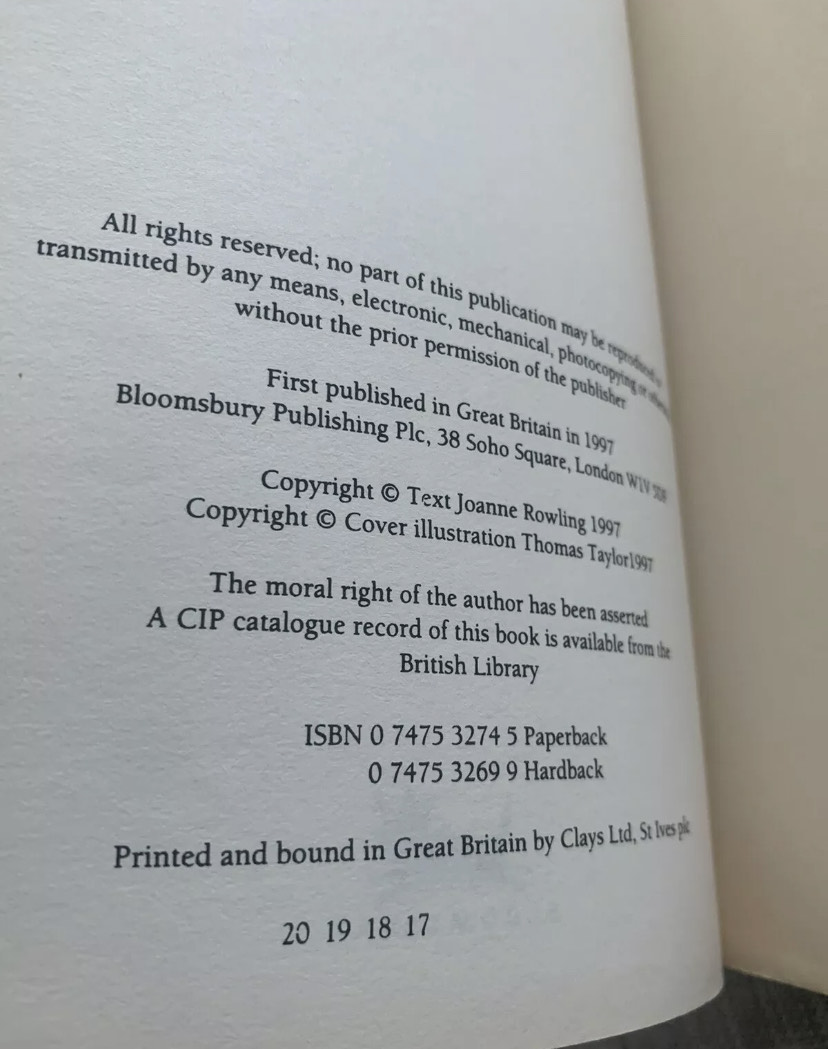 All rights reserved; no part of this publication may be reproduced or
transmitted by any means, electronic, mechanical, photocopying or otherwise,
without the prior permission of the publisher
First published in Great Britain in 1997
Bloomsbury Publishing Plc, 38 Soho Square, London W1V
Copyright © Text Joanne Rowling 1997
Copyright © Cover illustration Thomas Taylor1997
The moral right of the author has been asserted
A CIP catalogue record of this book is available from the
British Library
ISBN 0 7475 3274 5 Paperback
0 7475 3269 9 Hardback
Printed and bound in Great Britain by Clays Ltd, St Ives plc
20 19 18 17